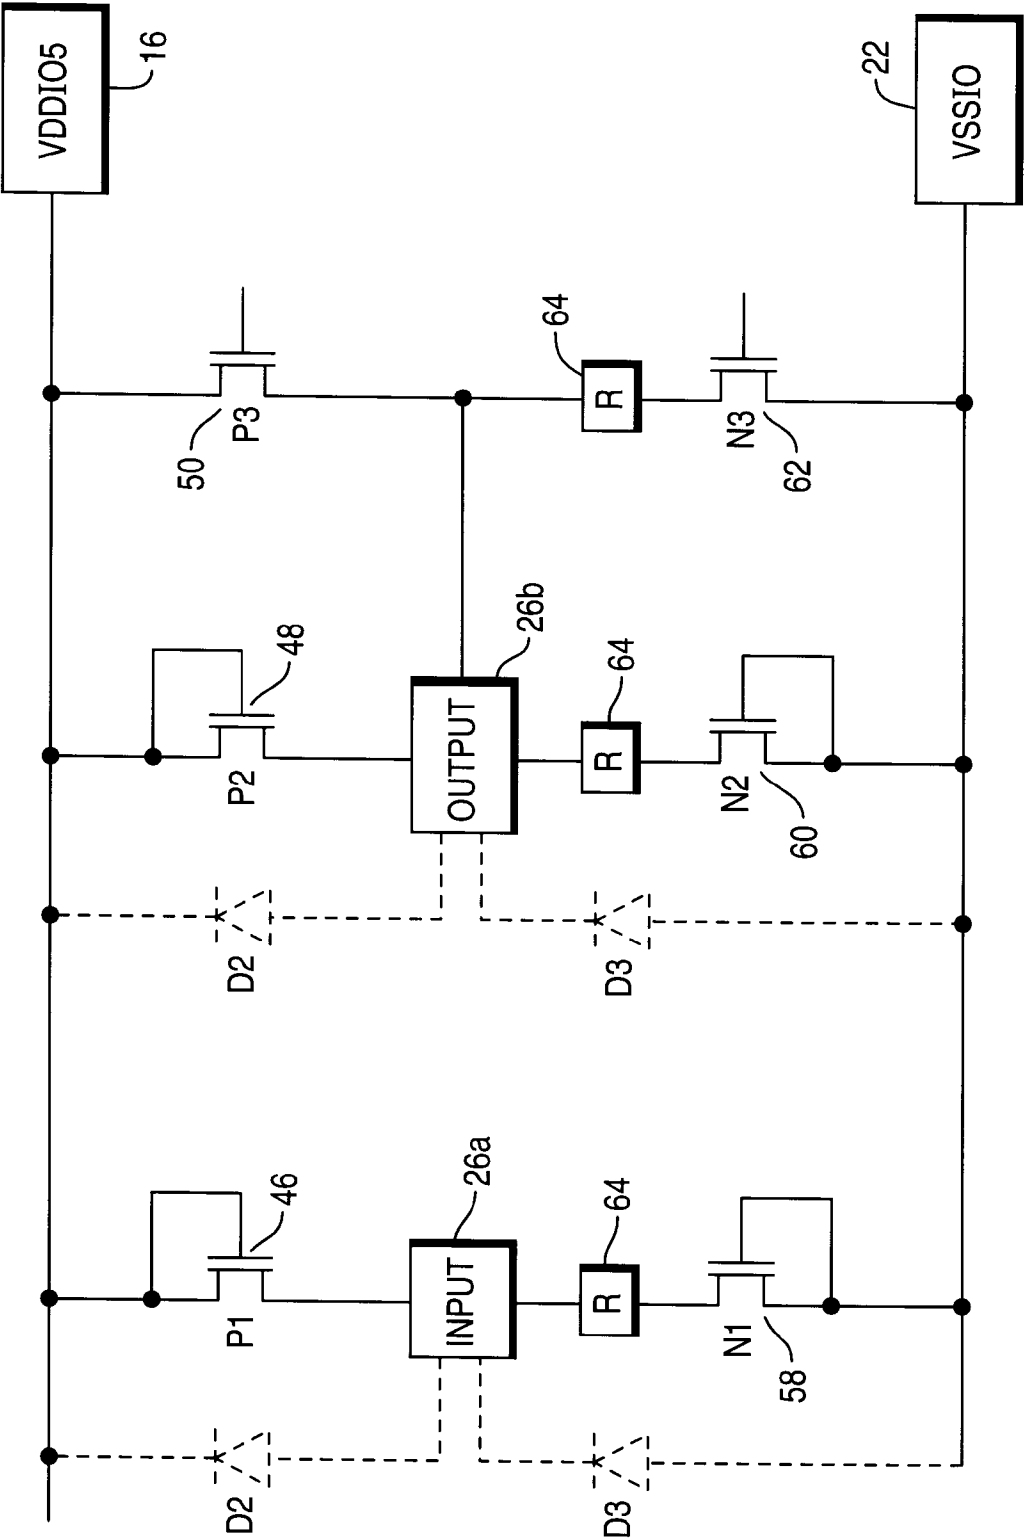 VDDIO5
16
VSSIO
22
P3
50
R
64
N3
62
P2
48
OUTPUT
26b
R
64
N2
60
D2
D3
P1
46
INPUT
26a
R
64
N1
58
D2
D3